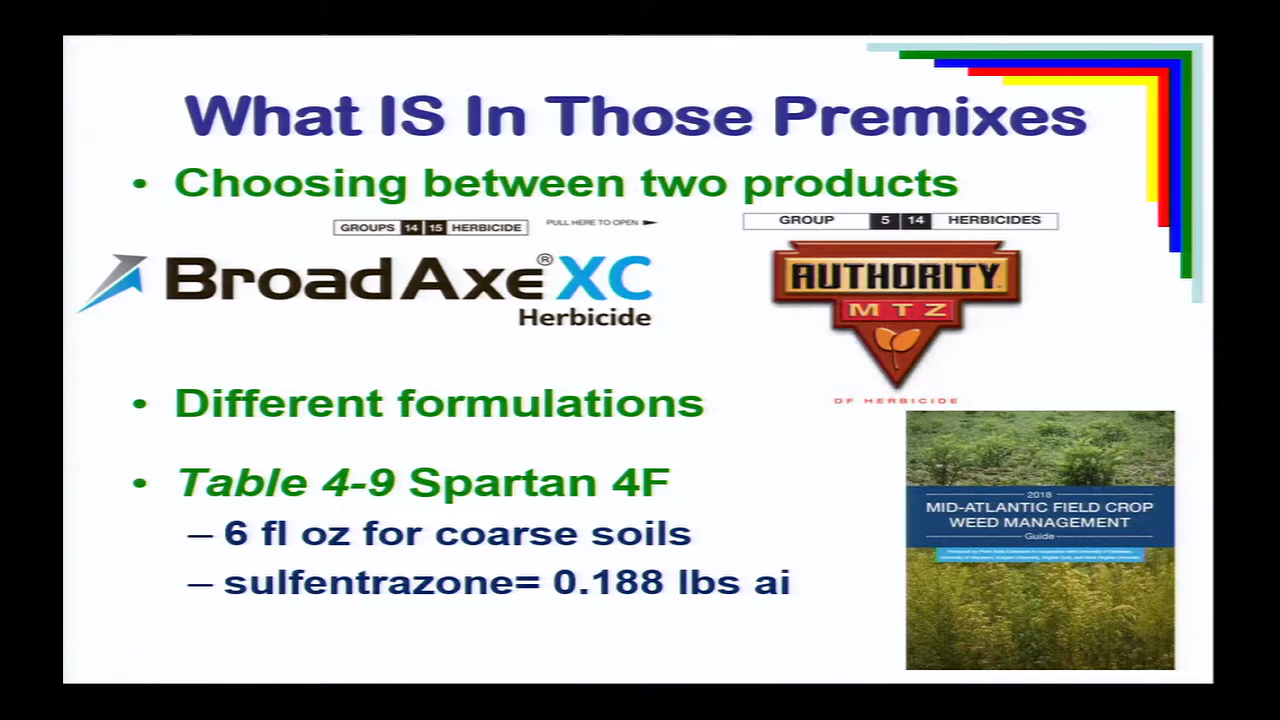 What IS In Those Premixes
• Choosing between two products
GROUPS 14 15 HERBICIDE
PULL HERE TO OPEN
GROUP 5 14 HERBICIDES
BroadAxe® XC
Herbicide
AUTHORITY
MTZ
OF HERBICIDE
• Different formulations
• Table 4-9 Spartan 4F
– 6 fl oz for coarse soils
– sulfentrazone= 0.188 lbs ai
2018
MID-ATLANTIC FIELD CROP
WEED MANAGEMENT
Guide